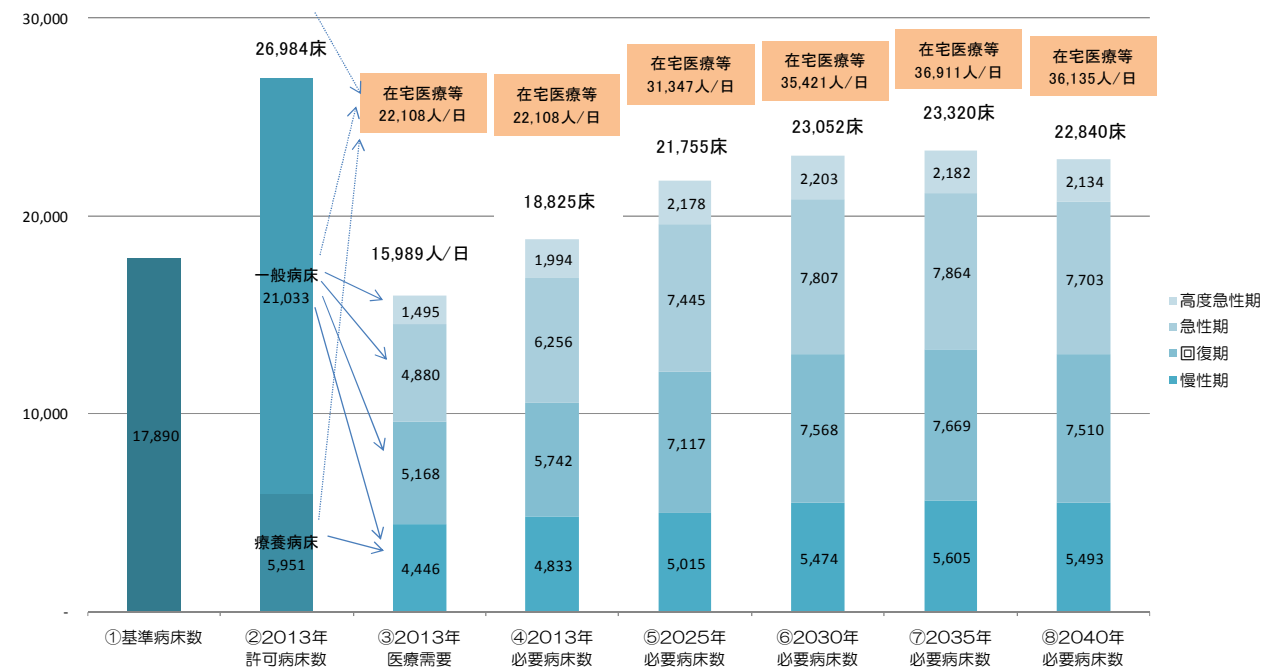 30,000
20,000
10,000
-
17,890
26,984床
一般病床
21,033
療養病床
5,951
在宅医療等
22,108人/日
15,989人/日
1,495
4,880
5,168
4,446
在宅医療等
22,108人/日
18,825床
1,994
6,256
5,742
4,833
在宅医療等
31,347人/日
21,755床
2,178
7,445
7,117
5,015
在宅医療等
35,421人/日
23,052床
2,203
7,807
7,568
5,474
在宅医療等
36,911人/日
23,320床
2,182
7,864
7,669
5,605
在宅医療等
36,135人/日
22,840床
2,134
7,703
7,510
5,493
高度急性期
急性期
回復期
慢性期
①基準病床数
②2013年
許可病床数
③2013年
医療需要
④2013年
必要病床数
⑤2025年
必要病床数
⑥2030年
必要病床数
⑦2035年
必要病床数
⑧2040年
必要病床数